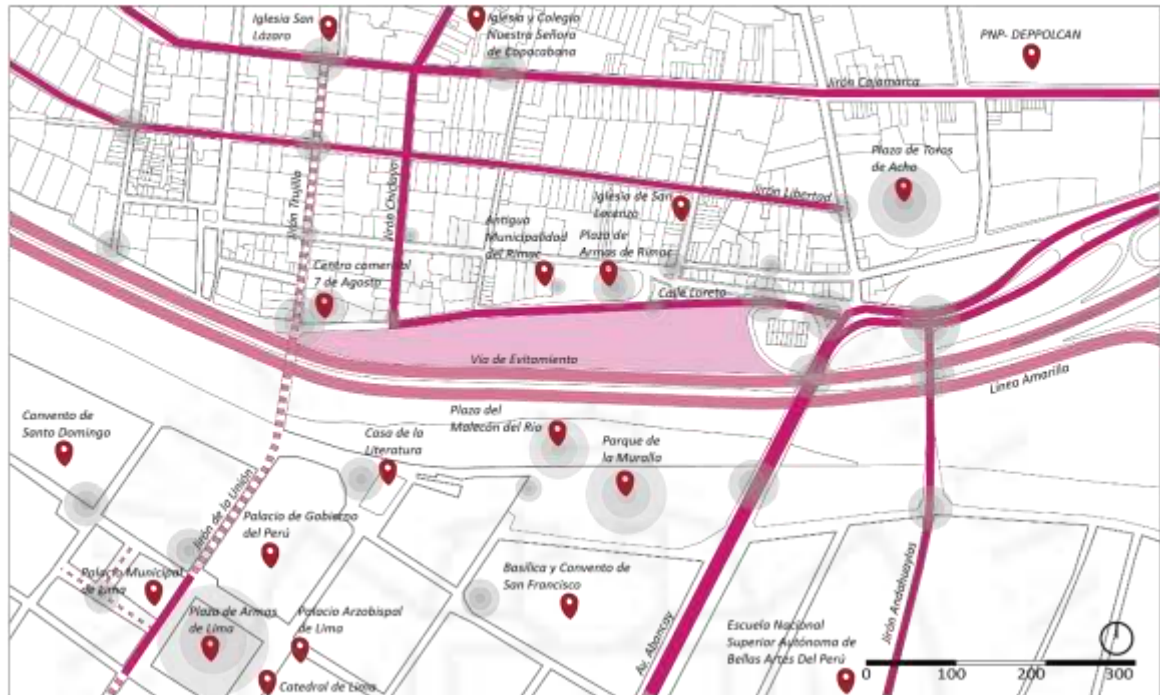 Iglesia San
Lázaro
Iglesia y Colegio
Nuestra Señora
de Copacabana
PNP- DEPPOLCAN
Jirón Cajamarca
Plaza de Toros
de Acho
Jirón Trujillo
Jirón Chiclayo
Iglesia de San
Lorenzo
Jirón Libertad
Antigua
Municipalidad
del Rímac
Plaza de
Armas de Rímac
Centro comercial
7 de Agosto
Calle Loreto
Vía de Evitamiento
Línea Amarilla
Convento de
Santo Domingo
Casa de la
Literatura
Plaza del
Malecón del Río
Parque de
la Muralla
Jirón de la Unión
Palacio de Gobierno
del Perú
Palacio Municipal
de Lima
Basílica y Convento de
San Francisco
Plaza de Armas
de Lima
Palacio Arzobispal
de Lima
Catedral de Lima
Av. Abancay
Escuela Nacional
Superior Autónoma de
Bellas Artes Del Perú
Jirón Andahuaylas
0 100 200 300